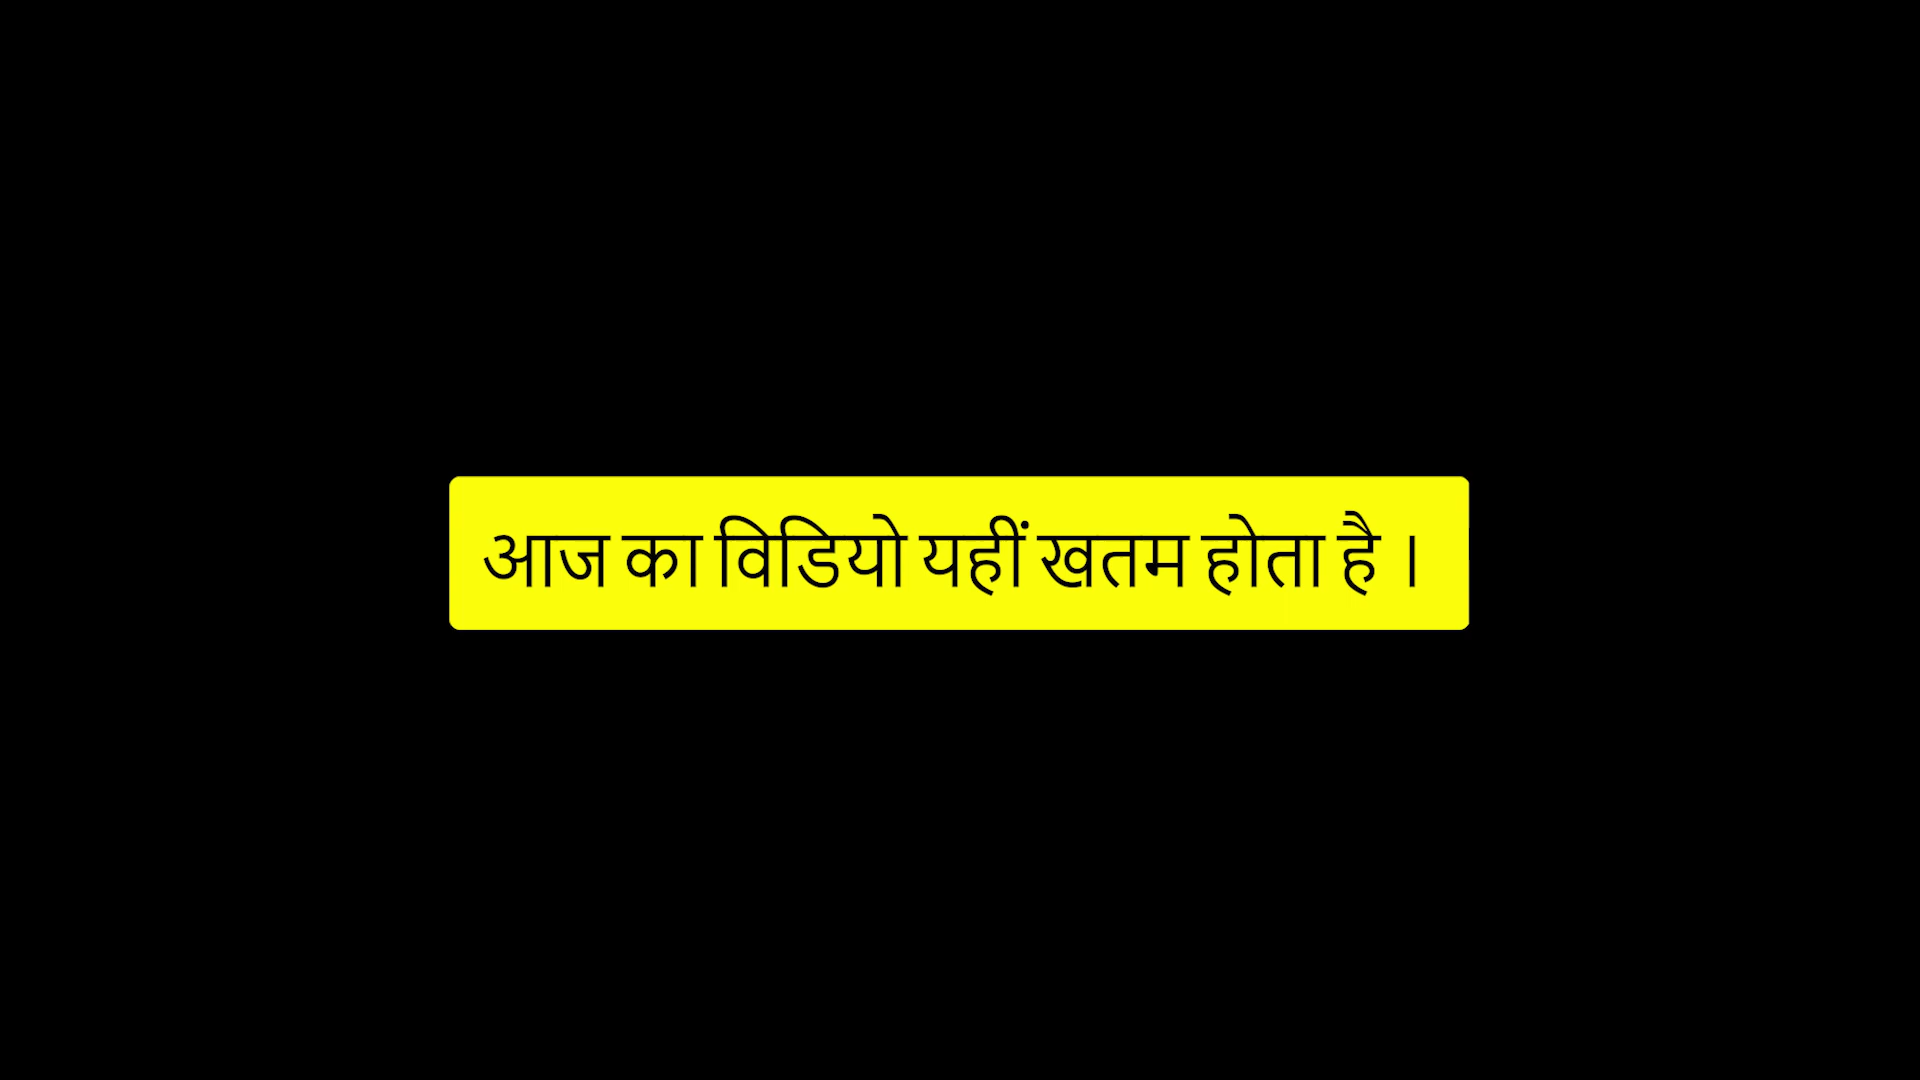 आज का विडियो यहीं खतम होता है ।